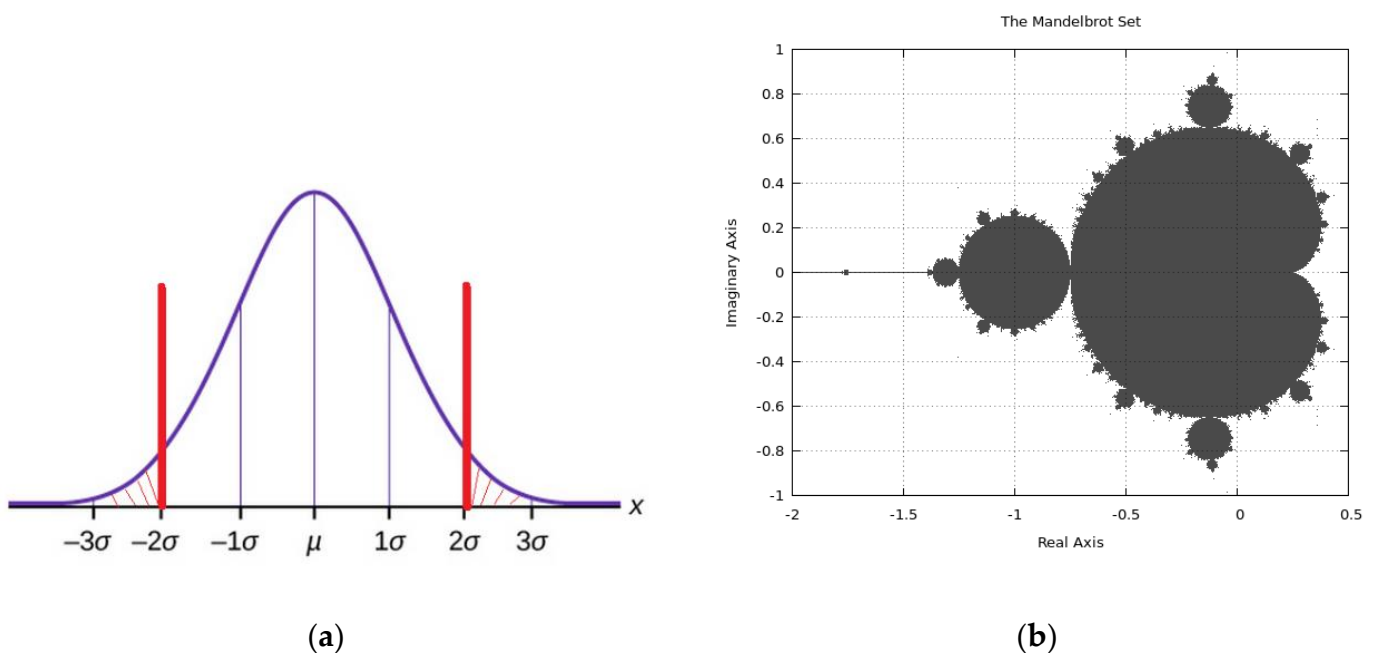 x
–3σ –2σ –1σ μ 1σ 2σ 3σ
(a)
The Mandelbrot Set
1
0.8
0.6
0.4
0.2
0
-0.2
-0.4
-0.6
-0.8
-1
Imaginary Axis
-2 -1.5 -1 -0.5 0 0.5
Real Axis
(b)